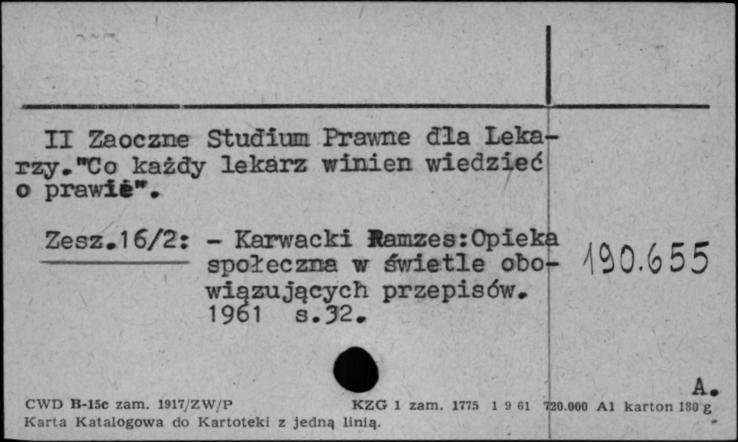 II Zaoczne Studium Prawne dla Leka-
rzy."Co każdy lekarz winien wiedzieć
o prawie".
Zesz.16/2: - Karwacki Ramzes:Opieka
społeczna w świetle obo-
wiązujących przepisów.
1961 s.32.
190.655
A.
CWD B-15c zam. 1917/ZW/P KZG 1 zam. 1775 1 9 61 720.000 A1 karton 180 g
Karta Katalogowa do Kartoteki z jedną linią.